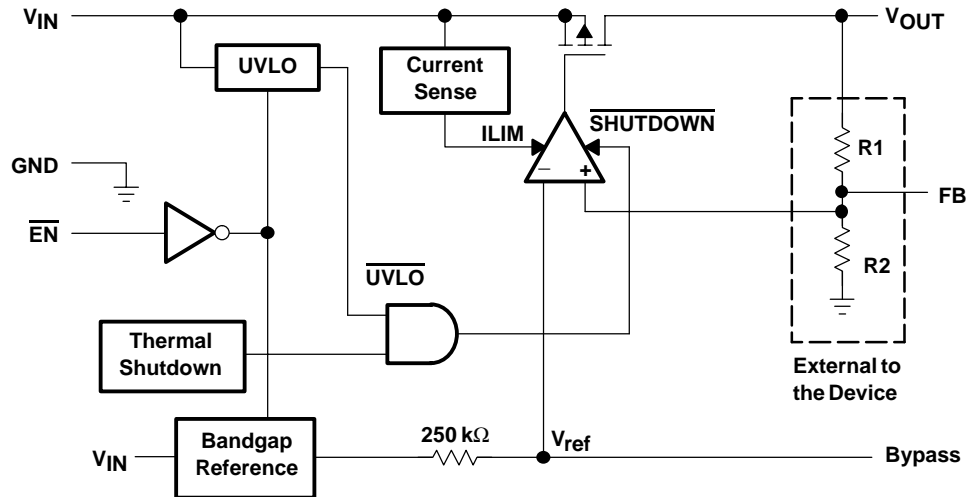 VIN
VOUT
UVLO
Current
Sense
SHUTDOWN
ILIM
R1
GND
− +
FB
EN
R2
UVLO
Thermal
Shutdown
External to
the Device
250 kΩ
Vref
VIN
Bandgap
Reference
Bypass